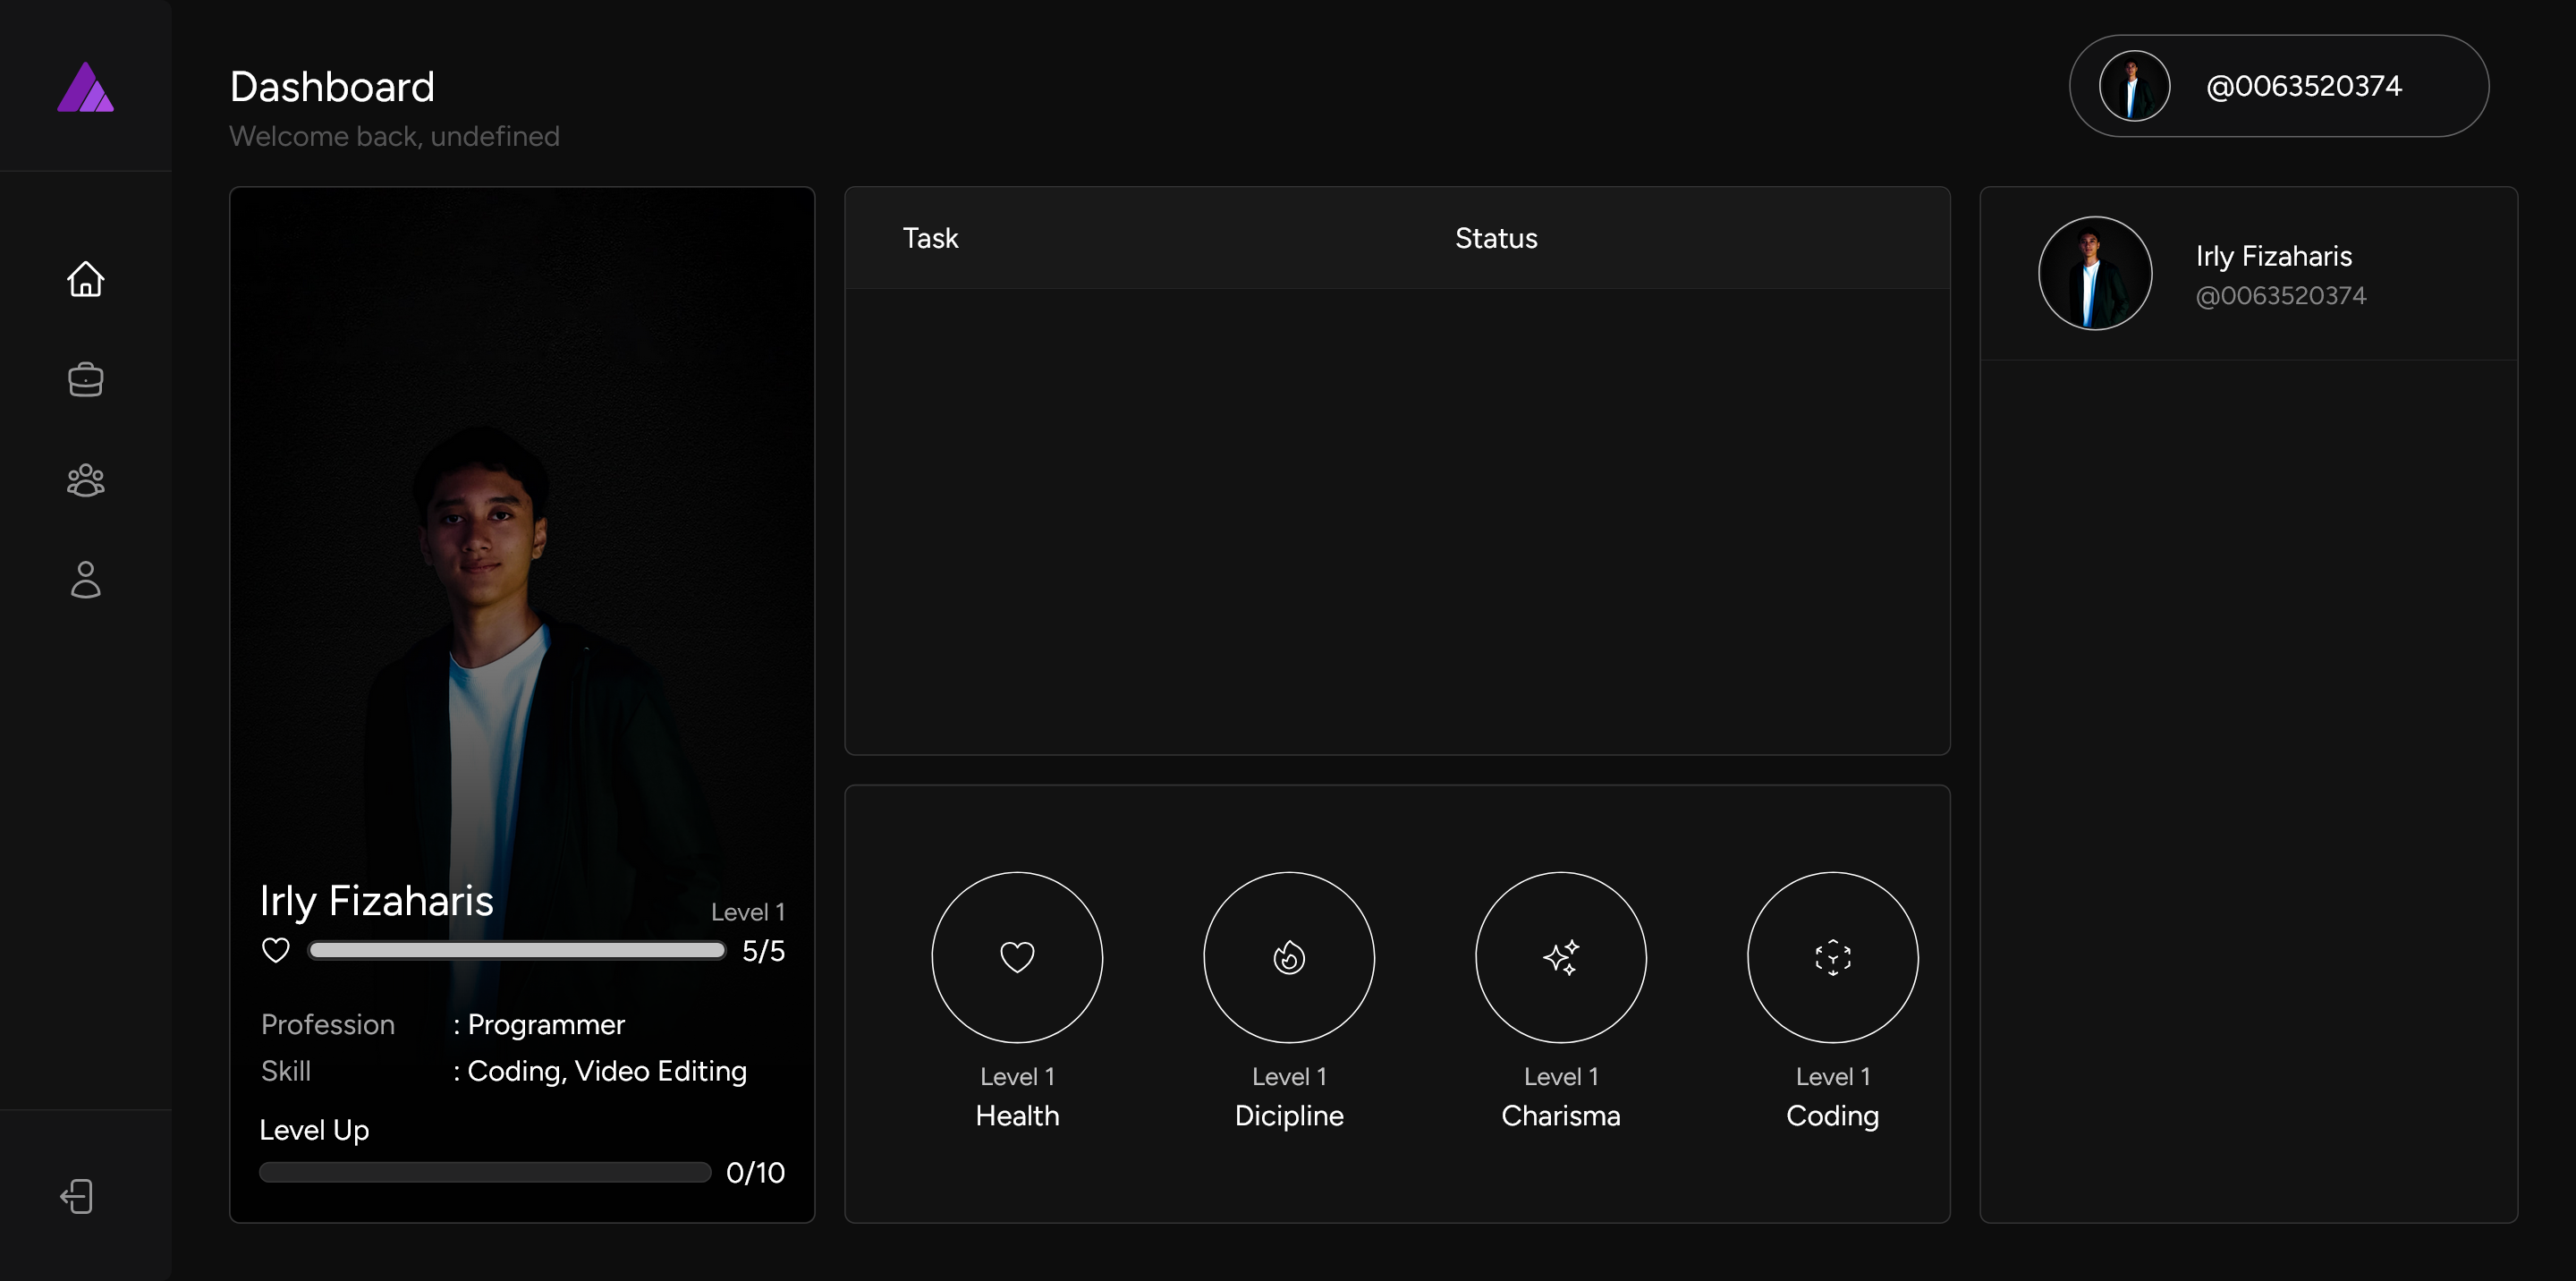 Dashboard
Welcome back, undefined
@0063520374
Irly Fizaharis
Level 1
5/5
Profession : Programmer
Skill : Coding, Video Editing
Level Up
0/10
Task Status
Level 1
Health
Level 1
Dicipline
Level 1
Charisma
Level 1
Coding
Irly Fizaharis
@0063520374